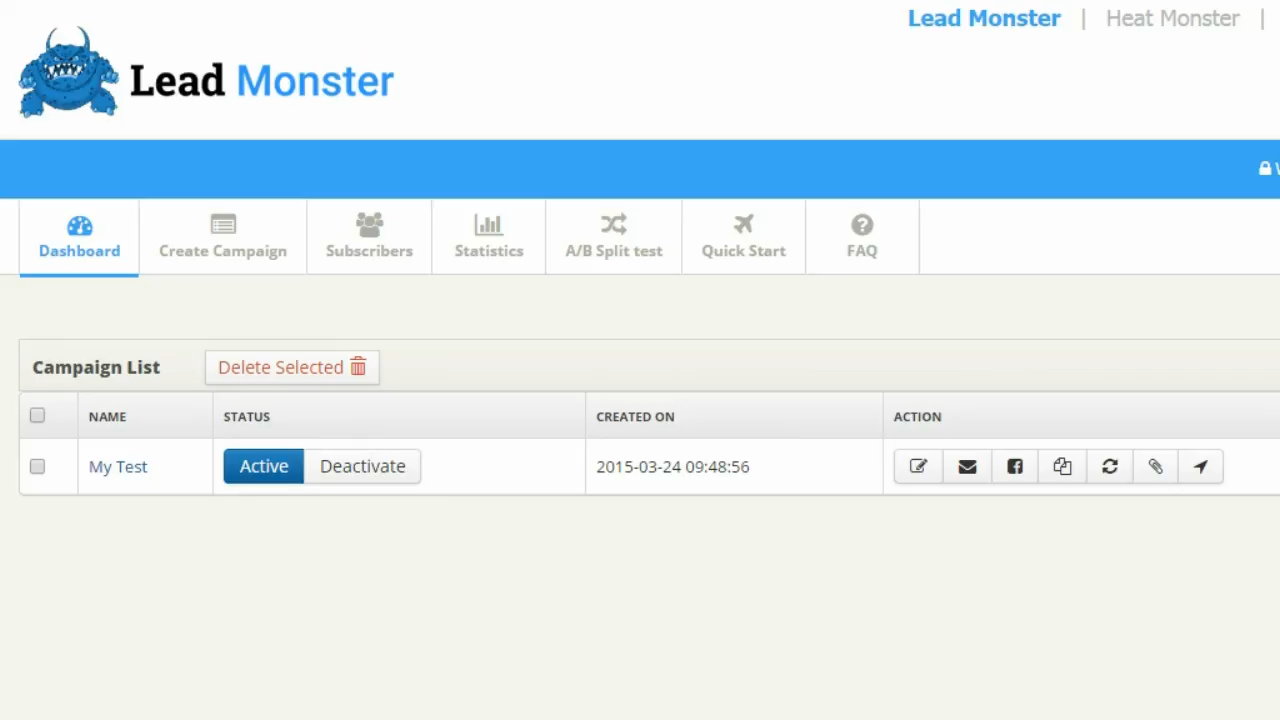 Lead Monster | Heat Monster |
Lead Monster
Dashboard Create Campaign Subscribers Statistics A/B Split test Quick Start FAQ
Campaign List Delete Selected
NAME STATUS CREATED ON ACTION
My Test Active Deactivate 2015-03-24 09:48:56